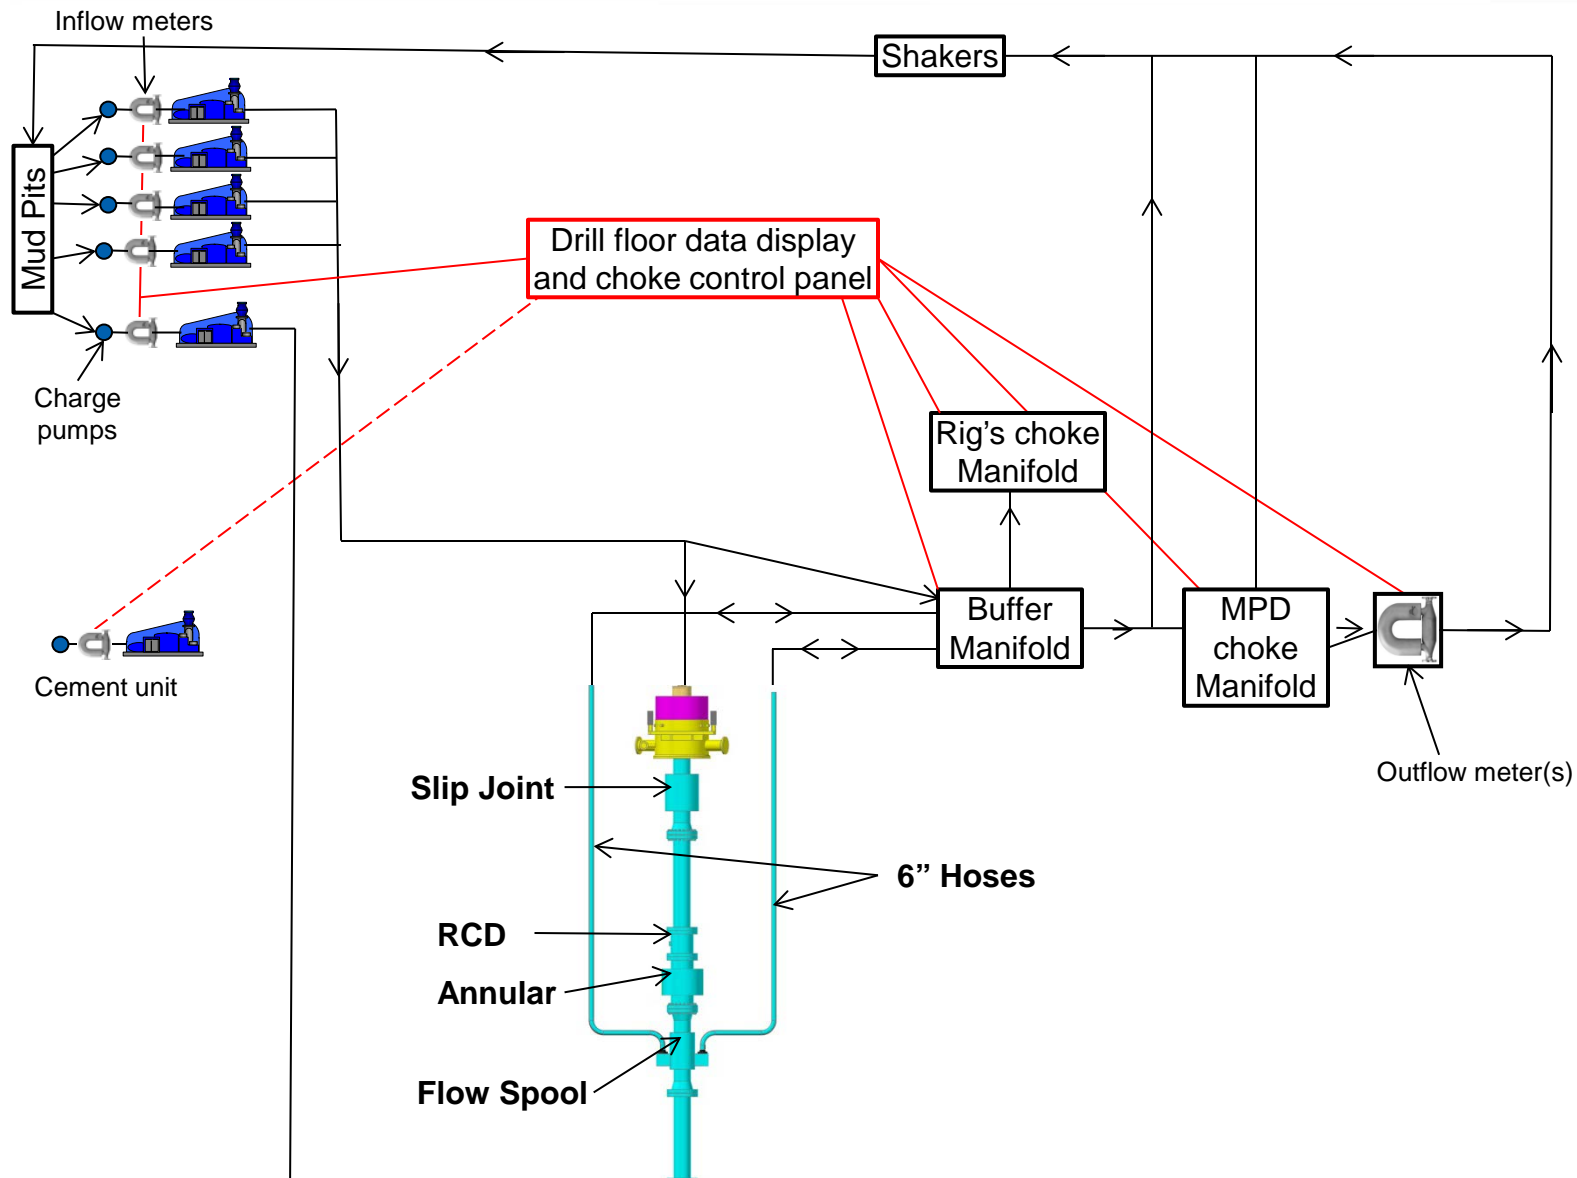 Inflow meters
Shakers
Mud Pits
Drill floor data display
and choke control panel
Charge
pumps
Rig’s choke
Manifold
Buffer
Manifold
MPD
choke
Manifold
Cement unit
Outflow meter(s)
Slip Joint
6” Hoses
RCD
Annular
Flow Spool